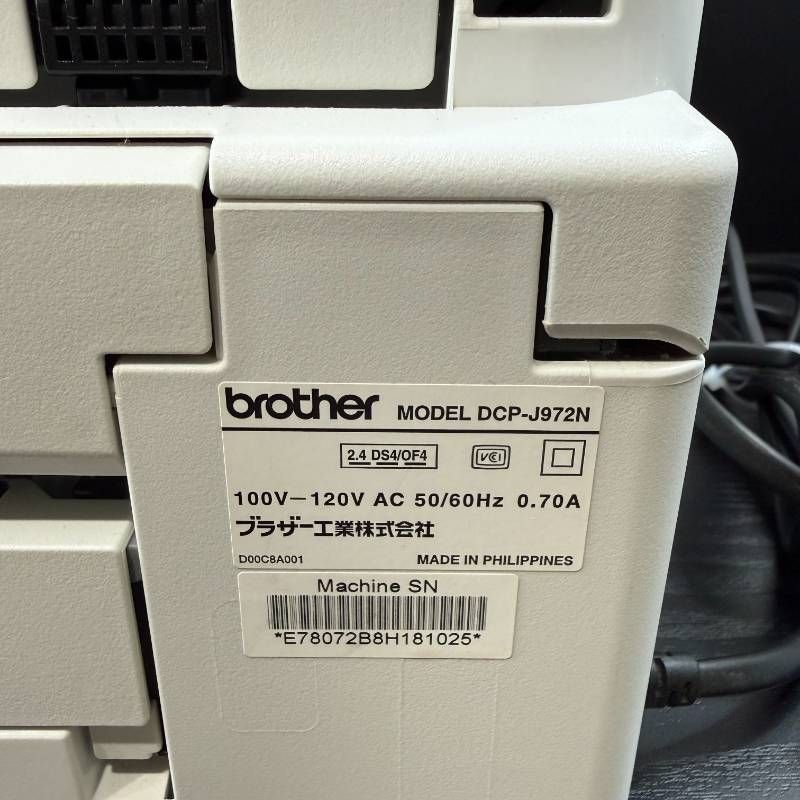 brother MODEL DCP-J972N
2.4 DS4/OF4 VCI
100V－120V AC 50/60Hz 0.70A
ブラザー工業株式会社
D00C8A001 MADE IN PHILIPPINES
Machine SN
*E78072B8H181025*